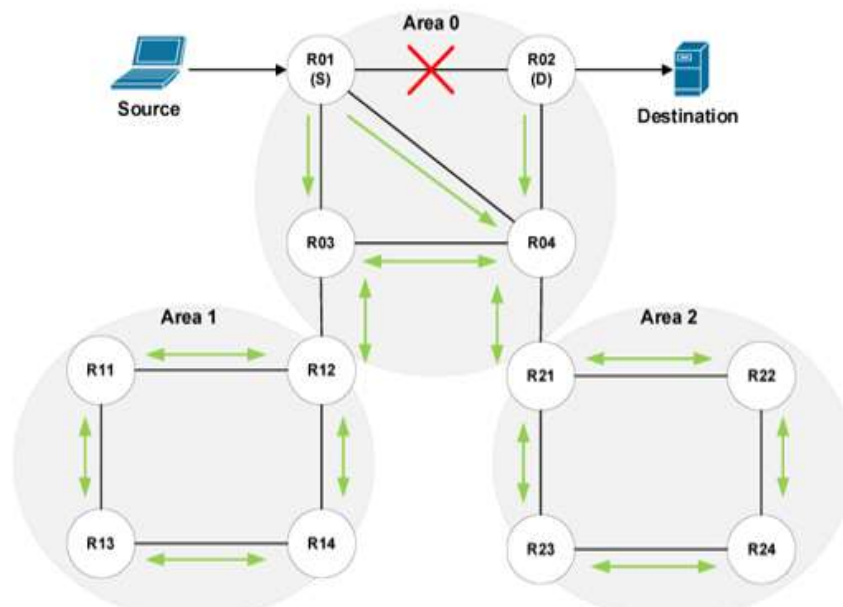 Area 0
R01
(S)
R02
(D)
Source
Destination
R03
R04
Area 1
Area 2
R11
R12
R21
R22
R13
R14
R23
R24